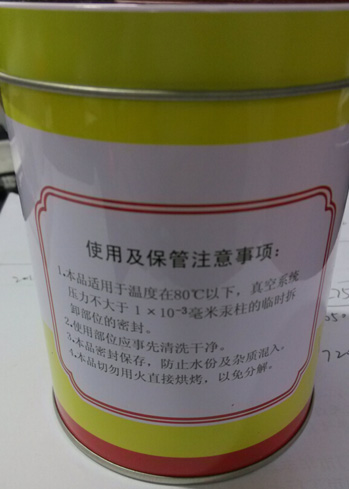 使用及保管注意事项：
1.本品适用于温度在80℃以下，真空系统
压力不大于1×10⁻³毫米汞柱的临时拆
卸部位的密封。
2.使用部位应事先清洗干净。
3.本品密封保存，防止水份及杂质混入。
4.本品切勿用火直接烘烤，以免分解。